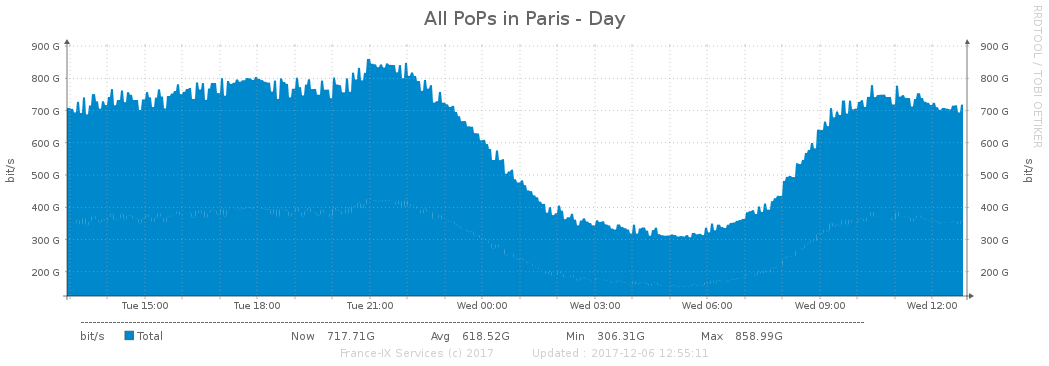 All PoPs in Paris - Day
RRDTOOL / TOBI OETIKER
bit/s
900 G
800 G
700 G
600 G
500 G
400 G
300 G
200 G
900 G
800 G
700 G
600 G
500 G
400 G
300 G
200 G
bit/s
Tue 15:00 Tue 18:00 Tue 21:00 Wed 00:00 Wed 03:00 Wed 06:00 Wed 09:00 Wed 12:00
bit/s Total Now 717.71G Avg 618.52G Min 306.31G Max 858.99G
France-IX Services (c) 2017 Updated : 2017-12-06 12:55:11